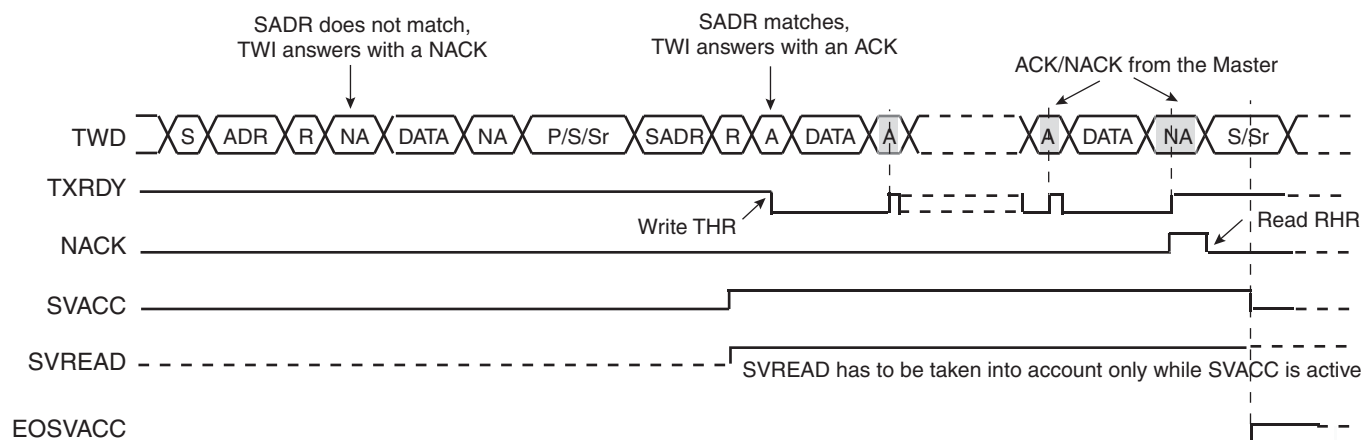 SADR does not match,
TWI answers with a NACK
SADR matches,
TWI answers with an ACK
ACK/NACK from the Master
TWD S ADR R NA DATA NA P/S/Sr SADR R A DATA A A DATA NA S/Sr
TXRDY
Write THR
Read RHR
NACK
SVACC
SVREAD
SVREAD has to be taken into account only while SVACC is active
EOSVACC